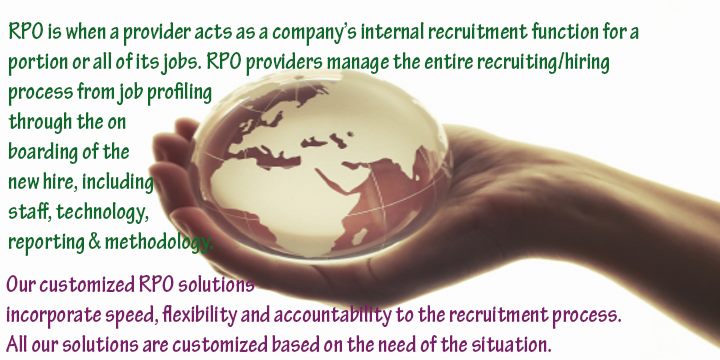 RPO is when a provider acts as a company's internal recruitment function for a
portion or all of its jobs. RPO providers manage the entire recruiting/hiring
process from job profiling
through the on
boarding of the
new hire, including
staff, technology,
reporting & methodology.
Our customized RPO solutions
incorporate speed, flexibility and accountability to the recruitment process.
All our solutions are customized based on the need of the situation.